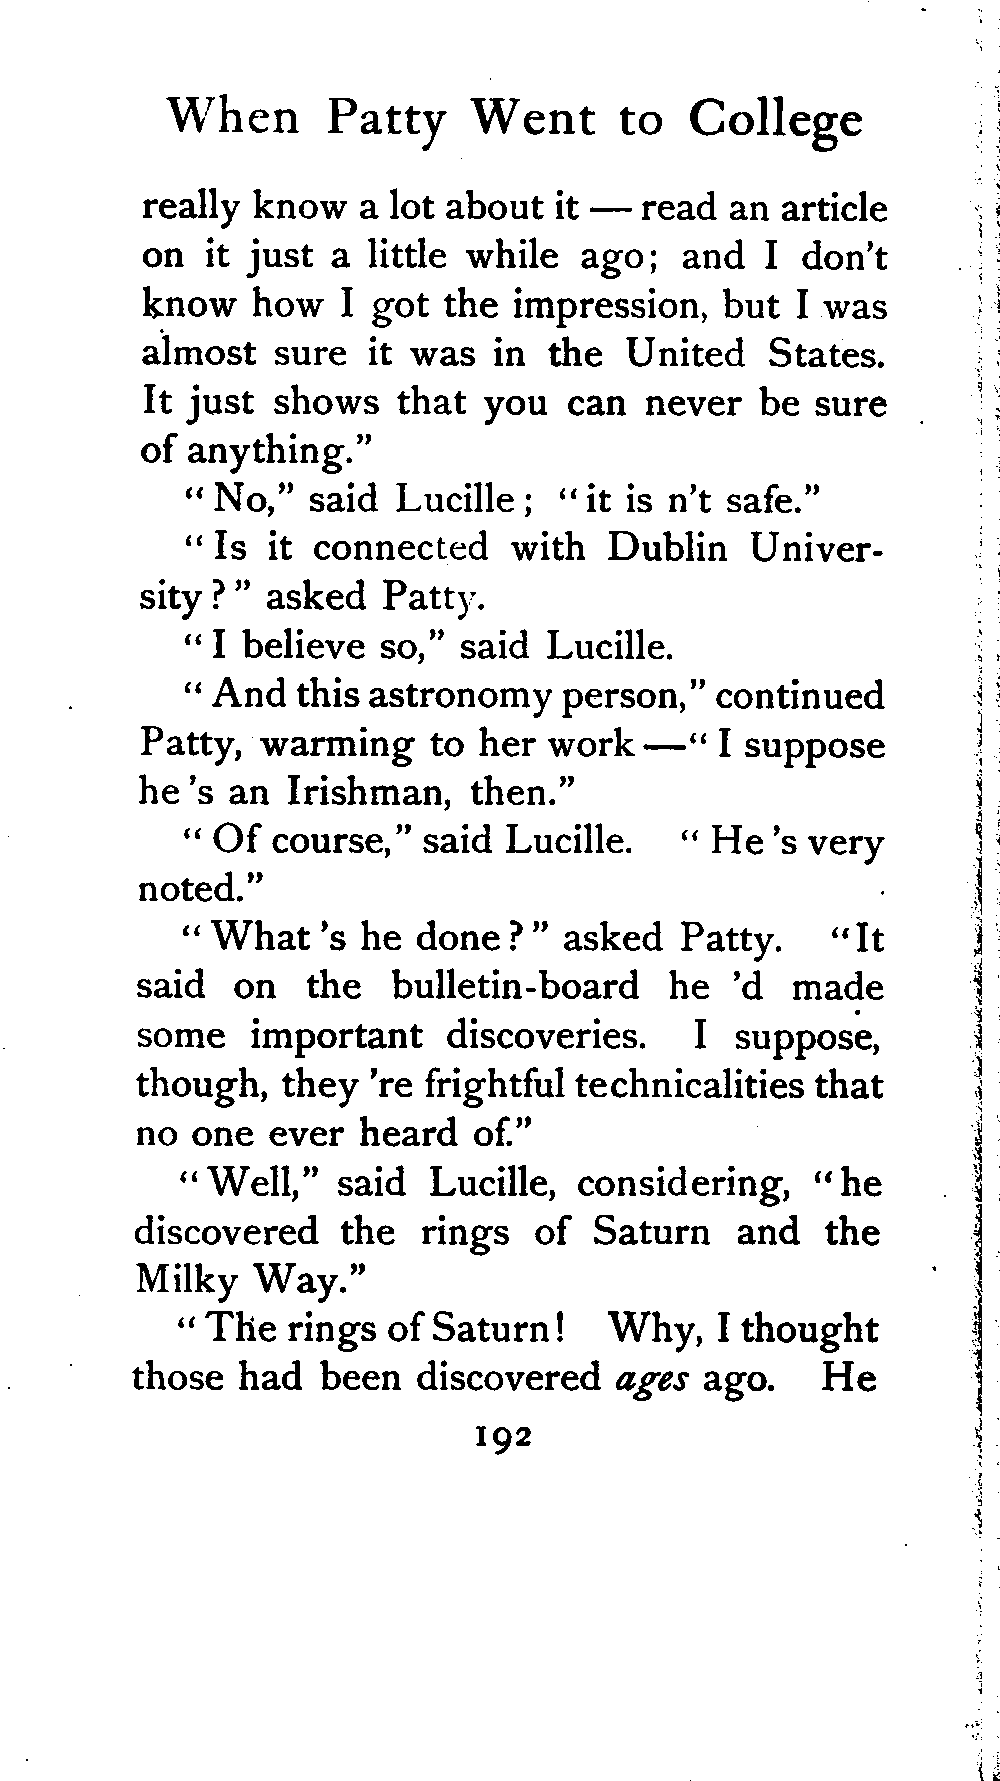 When Patty Went to College
really know a lot about it — read an article
on it just a little while ago; and I don't
know how I got the impression, but I was
almost sure it was in the United States.
It just shows that you can never be sure
of anything."
"No," said Lucille; "it is n't safe."
"Is it connected with Dublin Univer-
sity?" asked Patty.
"I believe so," said Lucille.
"And this astronomy person," continued
Patty, warming to her work—"I suppose
he 's an Irishman, then."
"Of course," said Lucille. "He 's very
noted."
"What 's he done?" asked Patty. "It
said on the bulletin-board he 'd made
some important discoveries. I suppose,
though, they 're frightful technicalities that
no one ever heard of."
"Well," said Lucille, considering, "he
discovered the rings of Saturn and the
Milky Way."
"The rings of Saturn! Why, I thought
those had been discovered ages ago. He
192